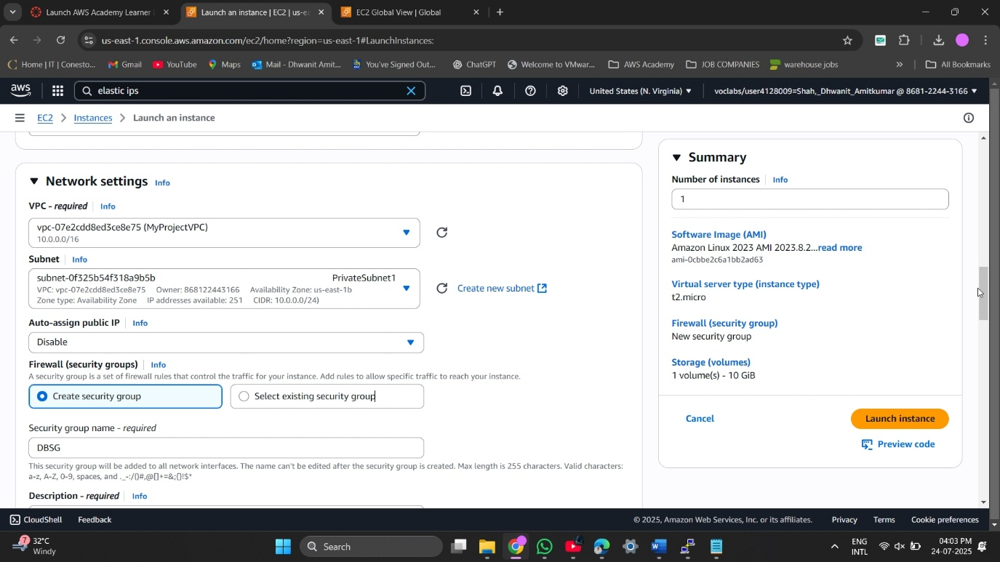 Launch AWS Academy Learner
Launch an instance | EC2 | us-ea
EC2 Global View | Global
us-east-1.console.aws.amazon.com/ec2/home?region=us-east-1#LaunchInstances:
Home | IT | Conesto...
Gmail
YouTube
Maps
Mail - Dhwanit Amit...
You've Signed Out...
ChatGPT
Welcome to VMwar...
AWS Academy
JOB COMPANIES
warehouse jobs
»
All Bookmarks
aws
elastic ips
United States (N. Virginia)
voclabs/user4128009=Shah,_Dhwanit_Amitkumar @ 8681-2244-3166
EC2
Instances
Launch an instance
Network settings Info
VPC - required Info
vpc-07e2cdd8ed3ce8e75 (MyProjectVPC)
10.0.0.0/16
Subnet Info
subnet-0f325b54f318a9b5b PrivateSubnet1
VPC: vpc-07e2cdd8ed3ce8e75 Owner: 868122443166 Availability Zone: us-east-1b
Zone type: Availability Zone IP addresses available: 251 CIDR: 10.0.0.0/24)
Create new subnet
Auto-assign public IP Info
Disable
Firewall (security groups) Info
A security group is a set of firewall rules that control the traffic for your instance. Add rules to allow specific traffic to reach your instance.
Create security group
Select existing security group
Security group name - required
DBSG
This security group will be added to all network interfaces. The name can't be edited after the security group is created. Max length is 255 characters. Valid characters:
a-z, A-Z, 0-9, spaces, and ._-:/()#,@[]+=&;{}!$*
Description - required Info
Summary
Number of instances Info
1
Software Image (AMI)
Amazon Linux 2023 AMI 2023.8.2...read more
ami-0cbbe2c6a1bb2ad63
Virtual server type (instance type)
t2.micro
Firewall (security group)
New security group
Storage (volumes)
1 volume(s) - 10 GiB
Cancel
Launch instance
Preview code
CloudShell
Feedback
© 2025, Amazon Web Services, Inc. or its affiliates.
Privacy
Terms
Cookie preferences
7
32°C
Windy
Search
ENG
INTL
04:03 PM
24-07-2025